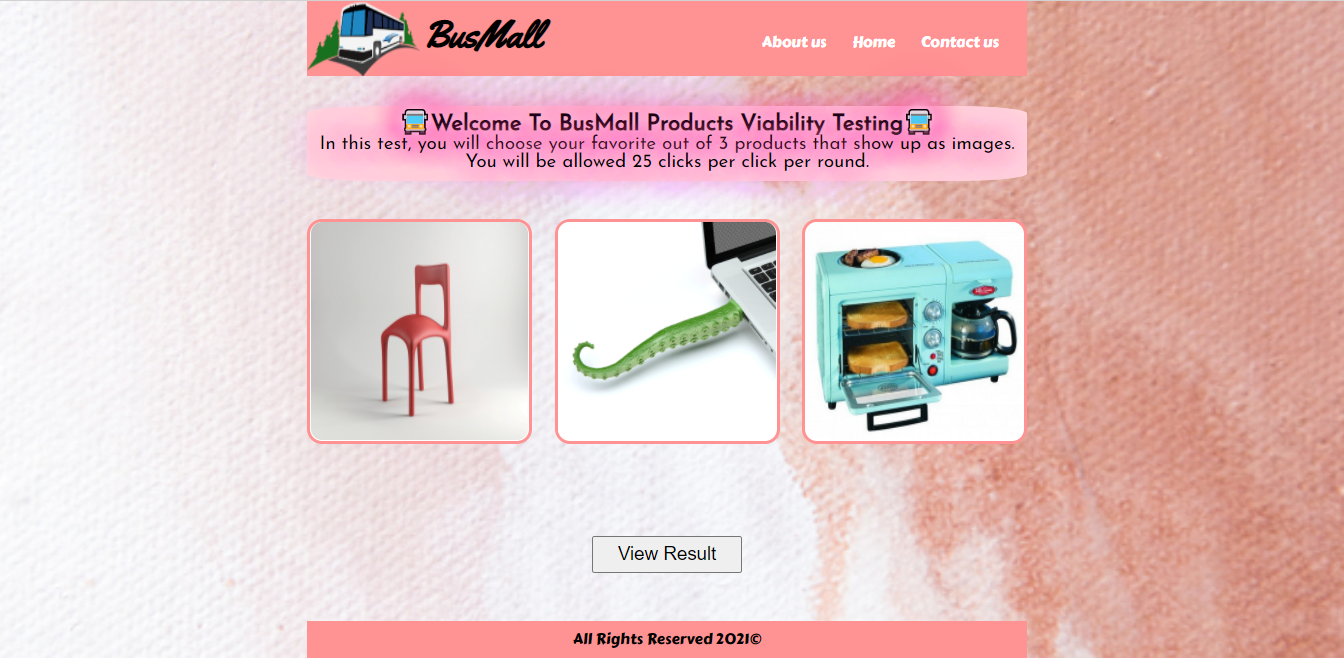 BusMall
About us Home Contact us
Welcome To BusMall Products Viability Testing
In this test, you will choose your favorite out of 3 products that show up as images.
You will be allowed 25 clicks per click per round.
View Result
All Rights Reserved 2021©